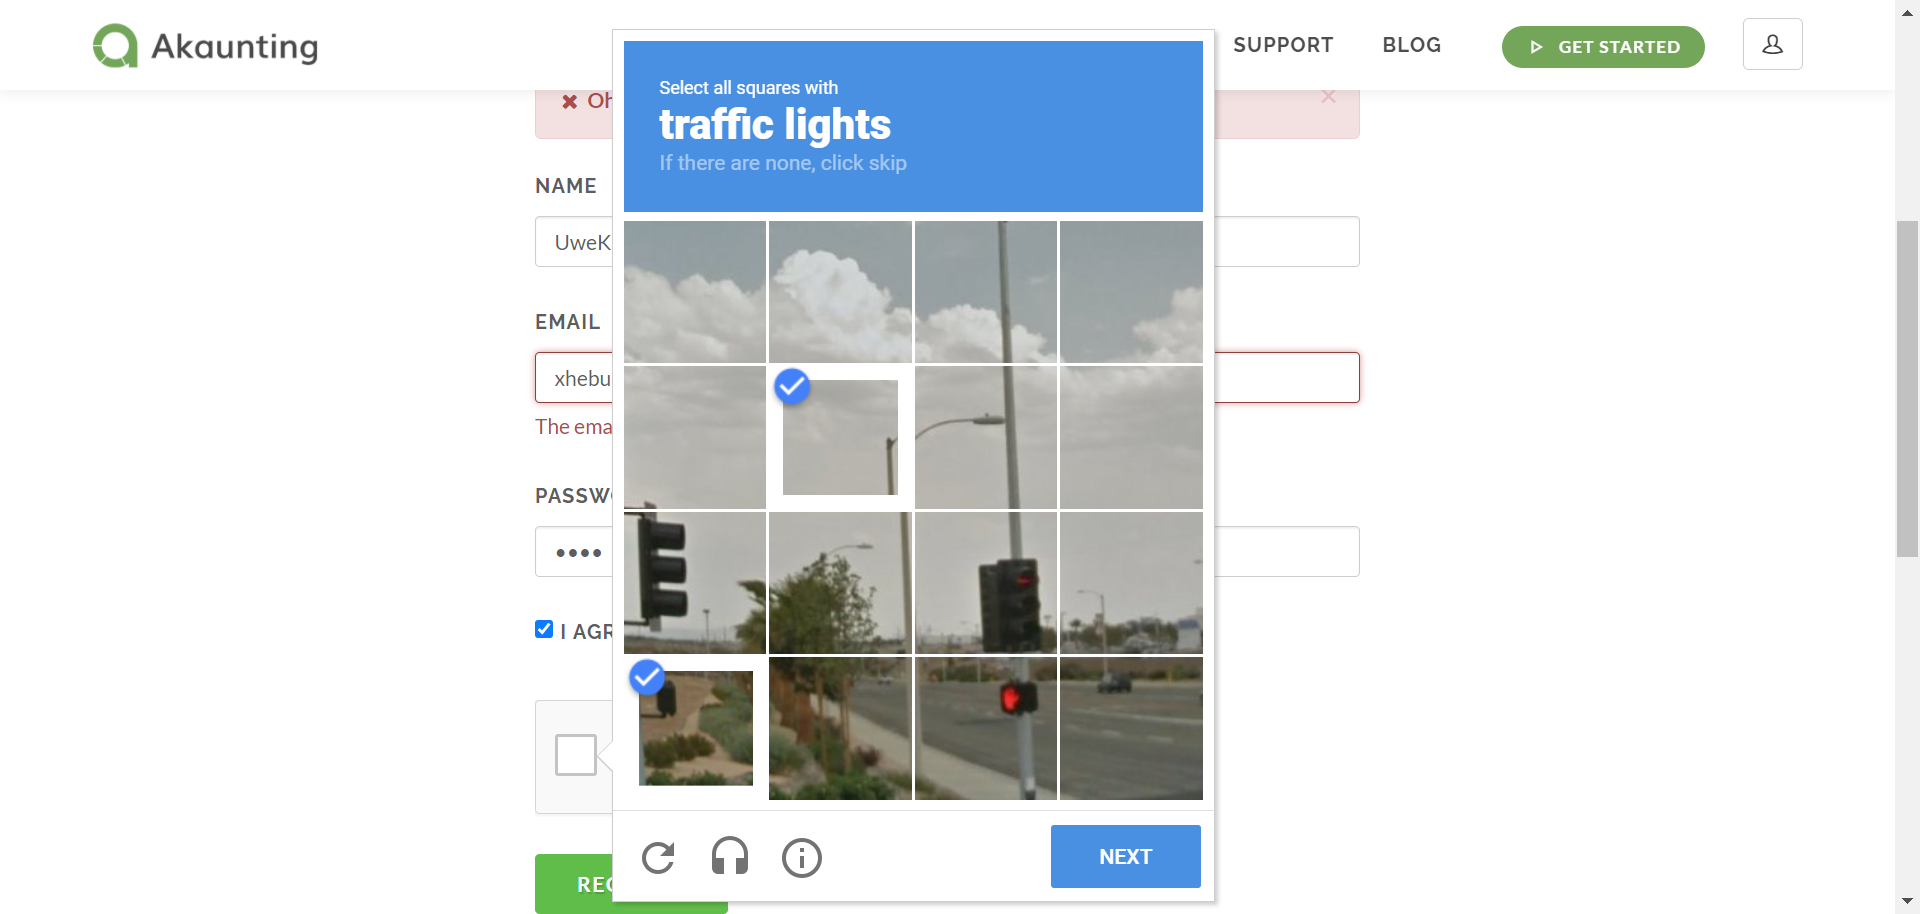 Akaunting
SUPPORT
BLOG
GET STARTED
Select all squares with
traffic lights
If there are none, click skip
Oh
NAME
UweK
EMAIL
xhebu
The ema
PASSW
••••
I AGR
NEXT
REG